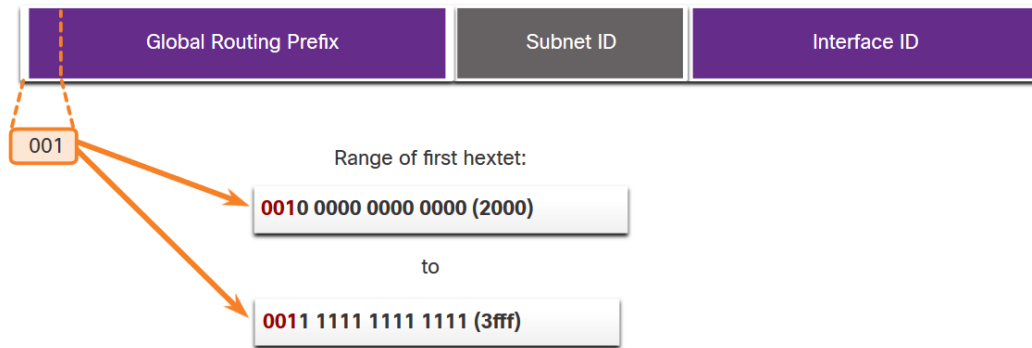 Global Routing Prefix Subnet ID Interface ID
001
Range of first hextet:
0010 0000 0000 0000 (2000)
to
0011 1111 1111 1111 (3fff)